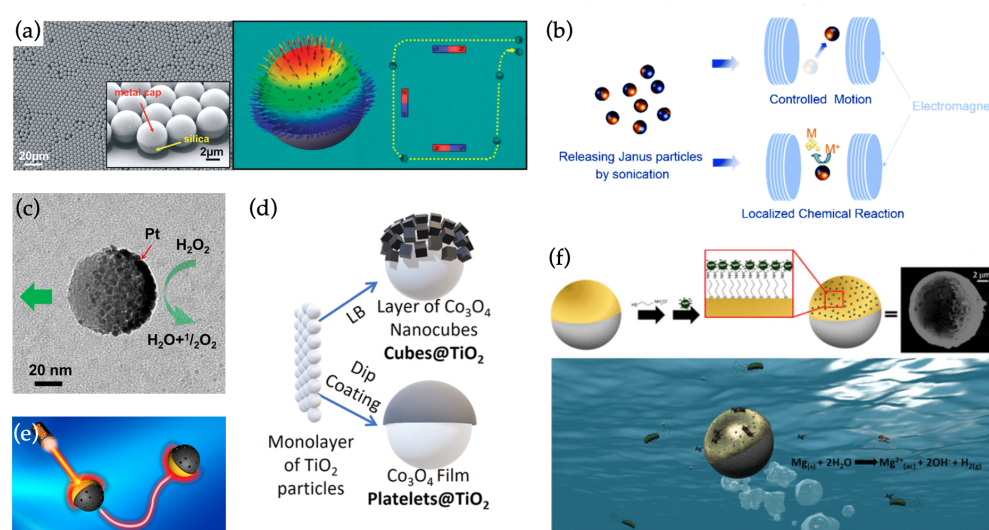 (a)
metal cap
silica
20μm
2μm
(b)
Controlled Motion
Electromagne
Releasing Janus particles
by sonication
M
M⁺
Localized Chemical Reaction
(c)
Pt
H₂O₂
H₂O+¹/₂O₂
20 nm
(d)
LB
Layer of Co₃O₄
Nanocubes
Cubes@TiO₂
Dip
Coating
Monolayer
of TiO₂
particles
Co₃O₄ Film
Platelets@TiO₂
(e)
(f)
2 μm
Mg(s) + 2H₂O → Mg²⁺(ac) + 2OH⁻ + H₂(g)